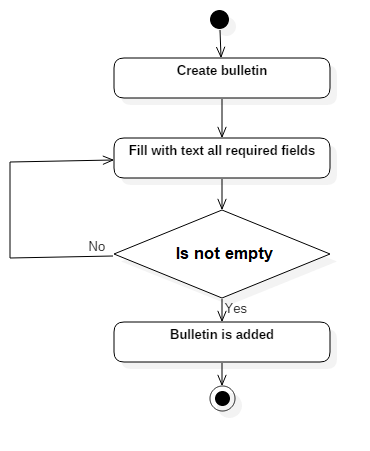 Create bulletin
Fill with text all required fields
Is not empty
No
Yes
Bulletin is added